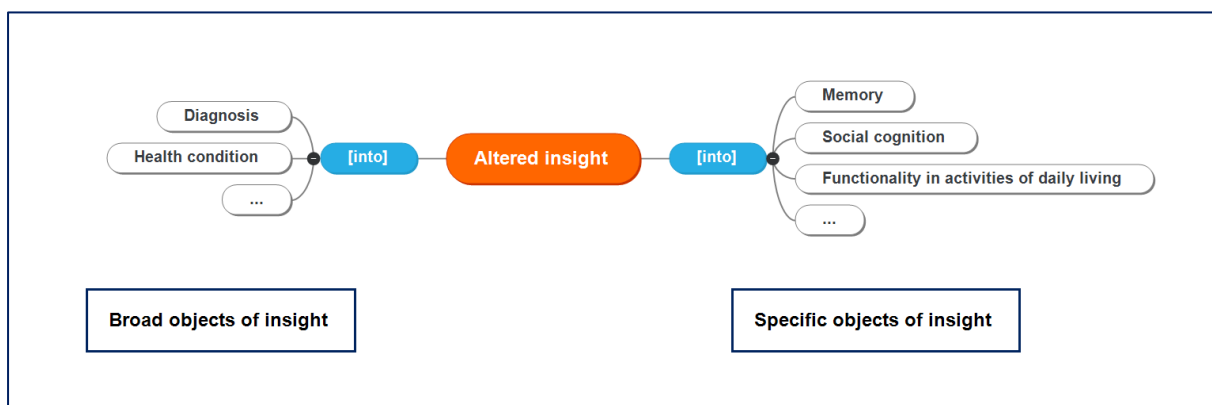 Diagnosis
Health condition
...
[into]
Altered insight
[into]
Memory
Social cognition
Functionality in activities of daily living
...
Broad objects of insight
Specific objects of insight